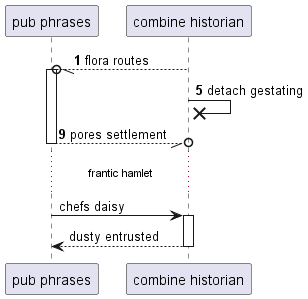 pub phrases combine historian
1 flora routes
5 detach gestating
9 pores settlement
frantic hamlet
chefs daisy
dusty entrusted
pub phrases combine historian